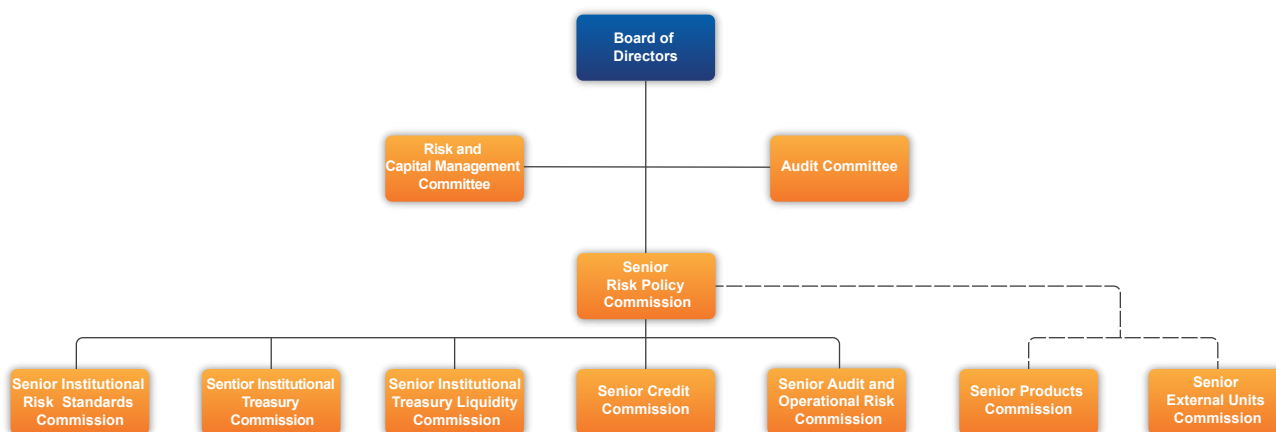 Board of
Directors
Risk and
Capital Management
Committee
Audit Committee
Senior
Risk Policy
Commission
Senior Institutional
Risk Standards
Commission
Sentior Institutional
Treasury
Commission
Senior Institutional
Treasury Liquidity
Commission
Senior Credit
Commission
Senior Audit and
Operational Risk
Commission
Senior Products
Commission
Senior
External Units
Commission